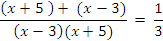 ((x + 5) + (x − 3)) / ((x − 3)(x + 5)) = 1/3